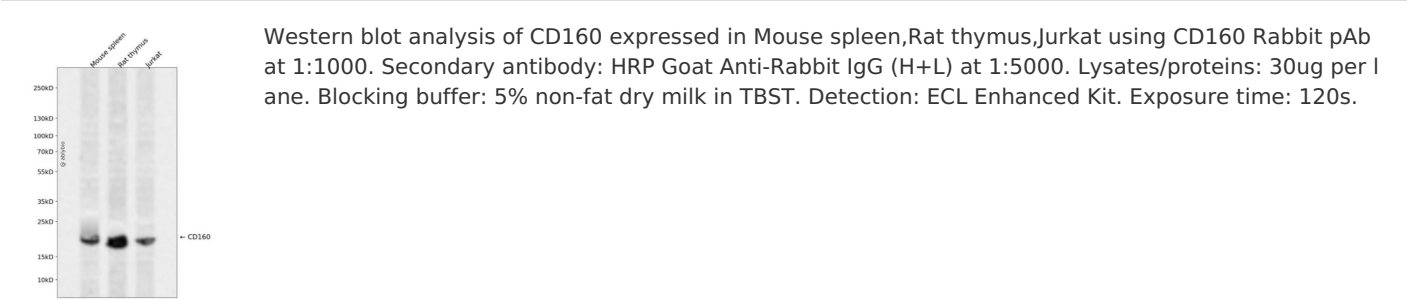 Mouse spleen
Rat thymus
Jurkat
250kD
130kD
100kD
70kD
55kD
35kD
25kD
15kD
10kD
← CD160
Western blot analysis of CD160 expressed in Mouse spleen,Rat thymus,Jurkat using CD160 Rabbit pAb
at 1:1000. Secondary antibody: HRP Goat Anti-Rabbit IgG (H+L) at 1:5000. Lysates/proteins: 30ug per l
ane. Blocking buffer: 5% non-fat dry milk in TBST. Detection: ECL Enhanced Kit. Exposure time: 120s.